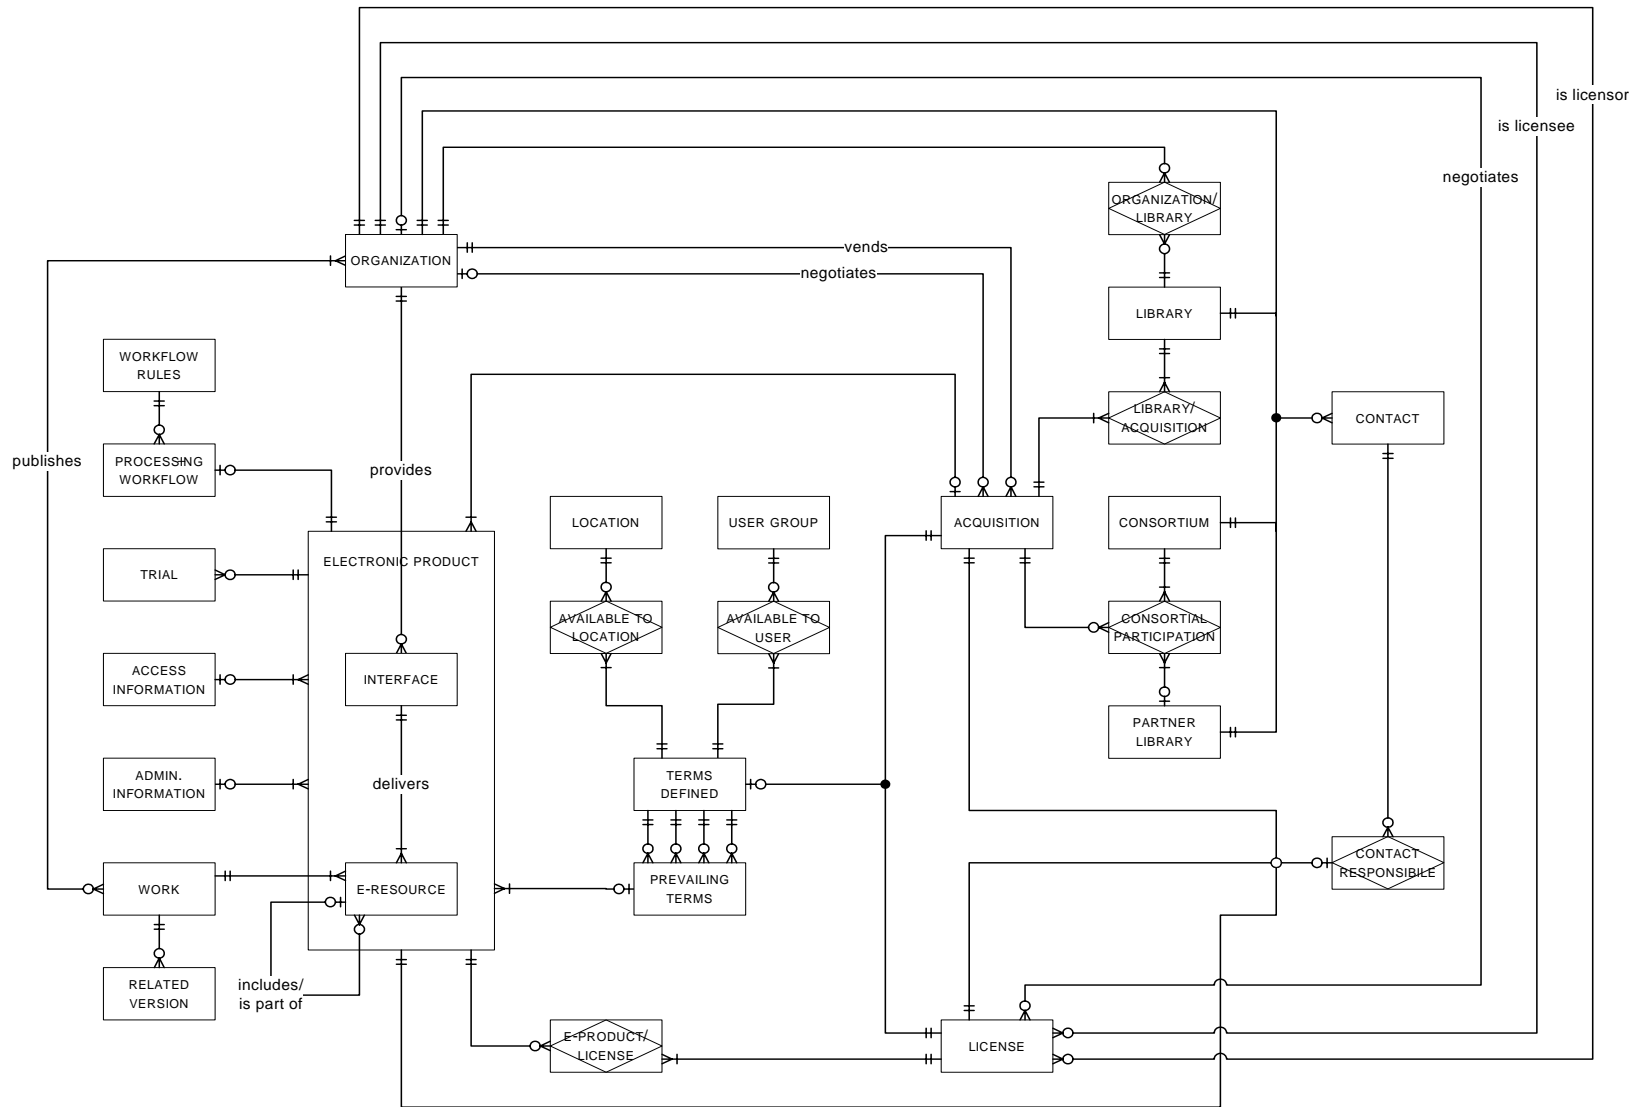 is licensor
is licensee
negotiates
ORGANIZATION/
LIBRARY
ORGANIZATION
vends
negotiates
LIBRARY
WORKFLOW
RULES
LIBRARY/
ACQUISITION
CONTACT
publishes
PROCESSING
WORKFLOW
provides
LOCATION
USER GROUP
ACQUISITION
CONSORTIUM
ELECTRONIC PRODUCT
TRIAL
AVAILABLE TO
LOCATION
AVAILABLE TO
USER
CONSORTIAL
PARTICIPATION
ACCESS
INFORMATION
INTERFACE
PARTNER
LIBRARY
ADMIN.
INFORMATION
delivers
TERMS
DEFINED
CONTACT
RESPONSIBILE
WORK
E-RESOURCE
PREVAILING
TERMS
RELATED
VERSION
includes/
is part of
E-PRODUCT/
LICENSE
LICENSE